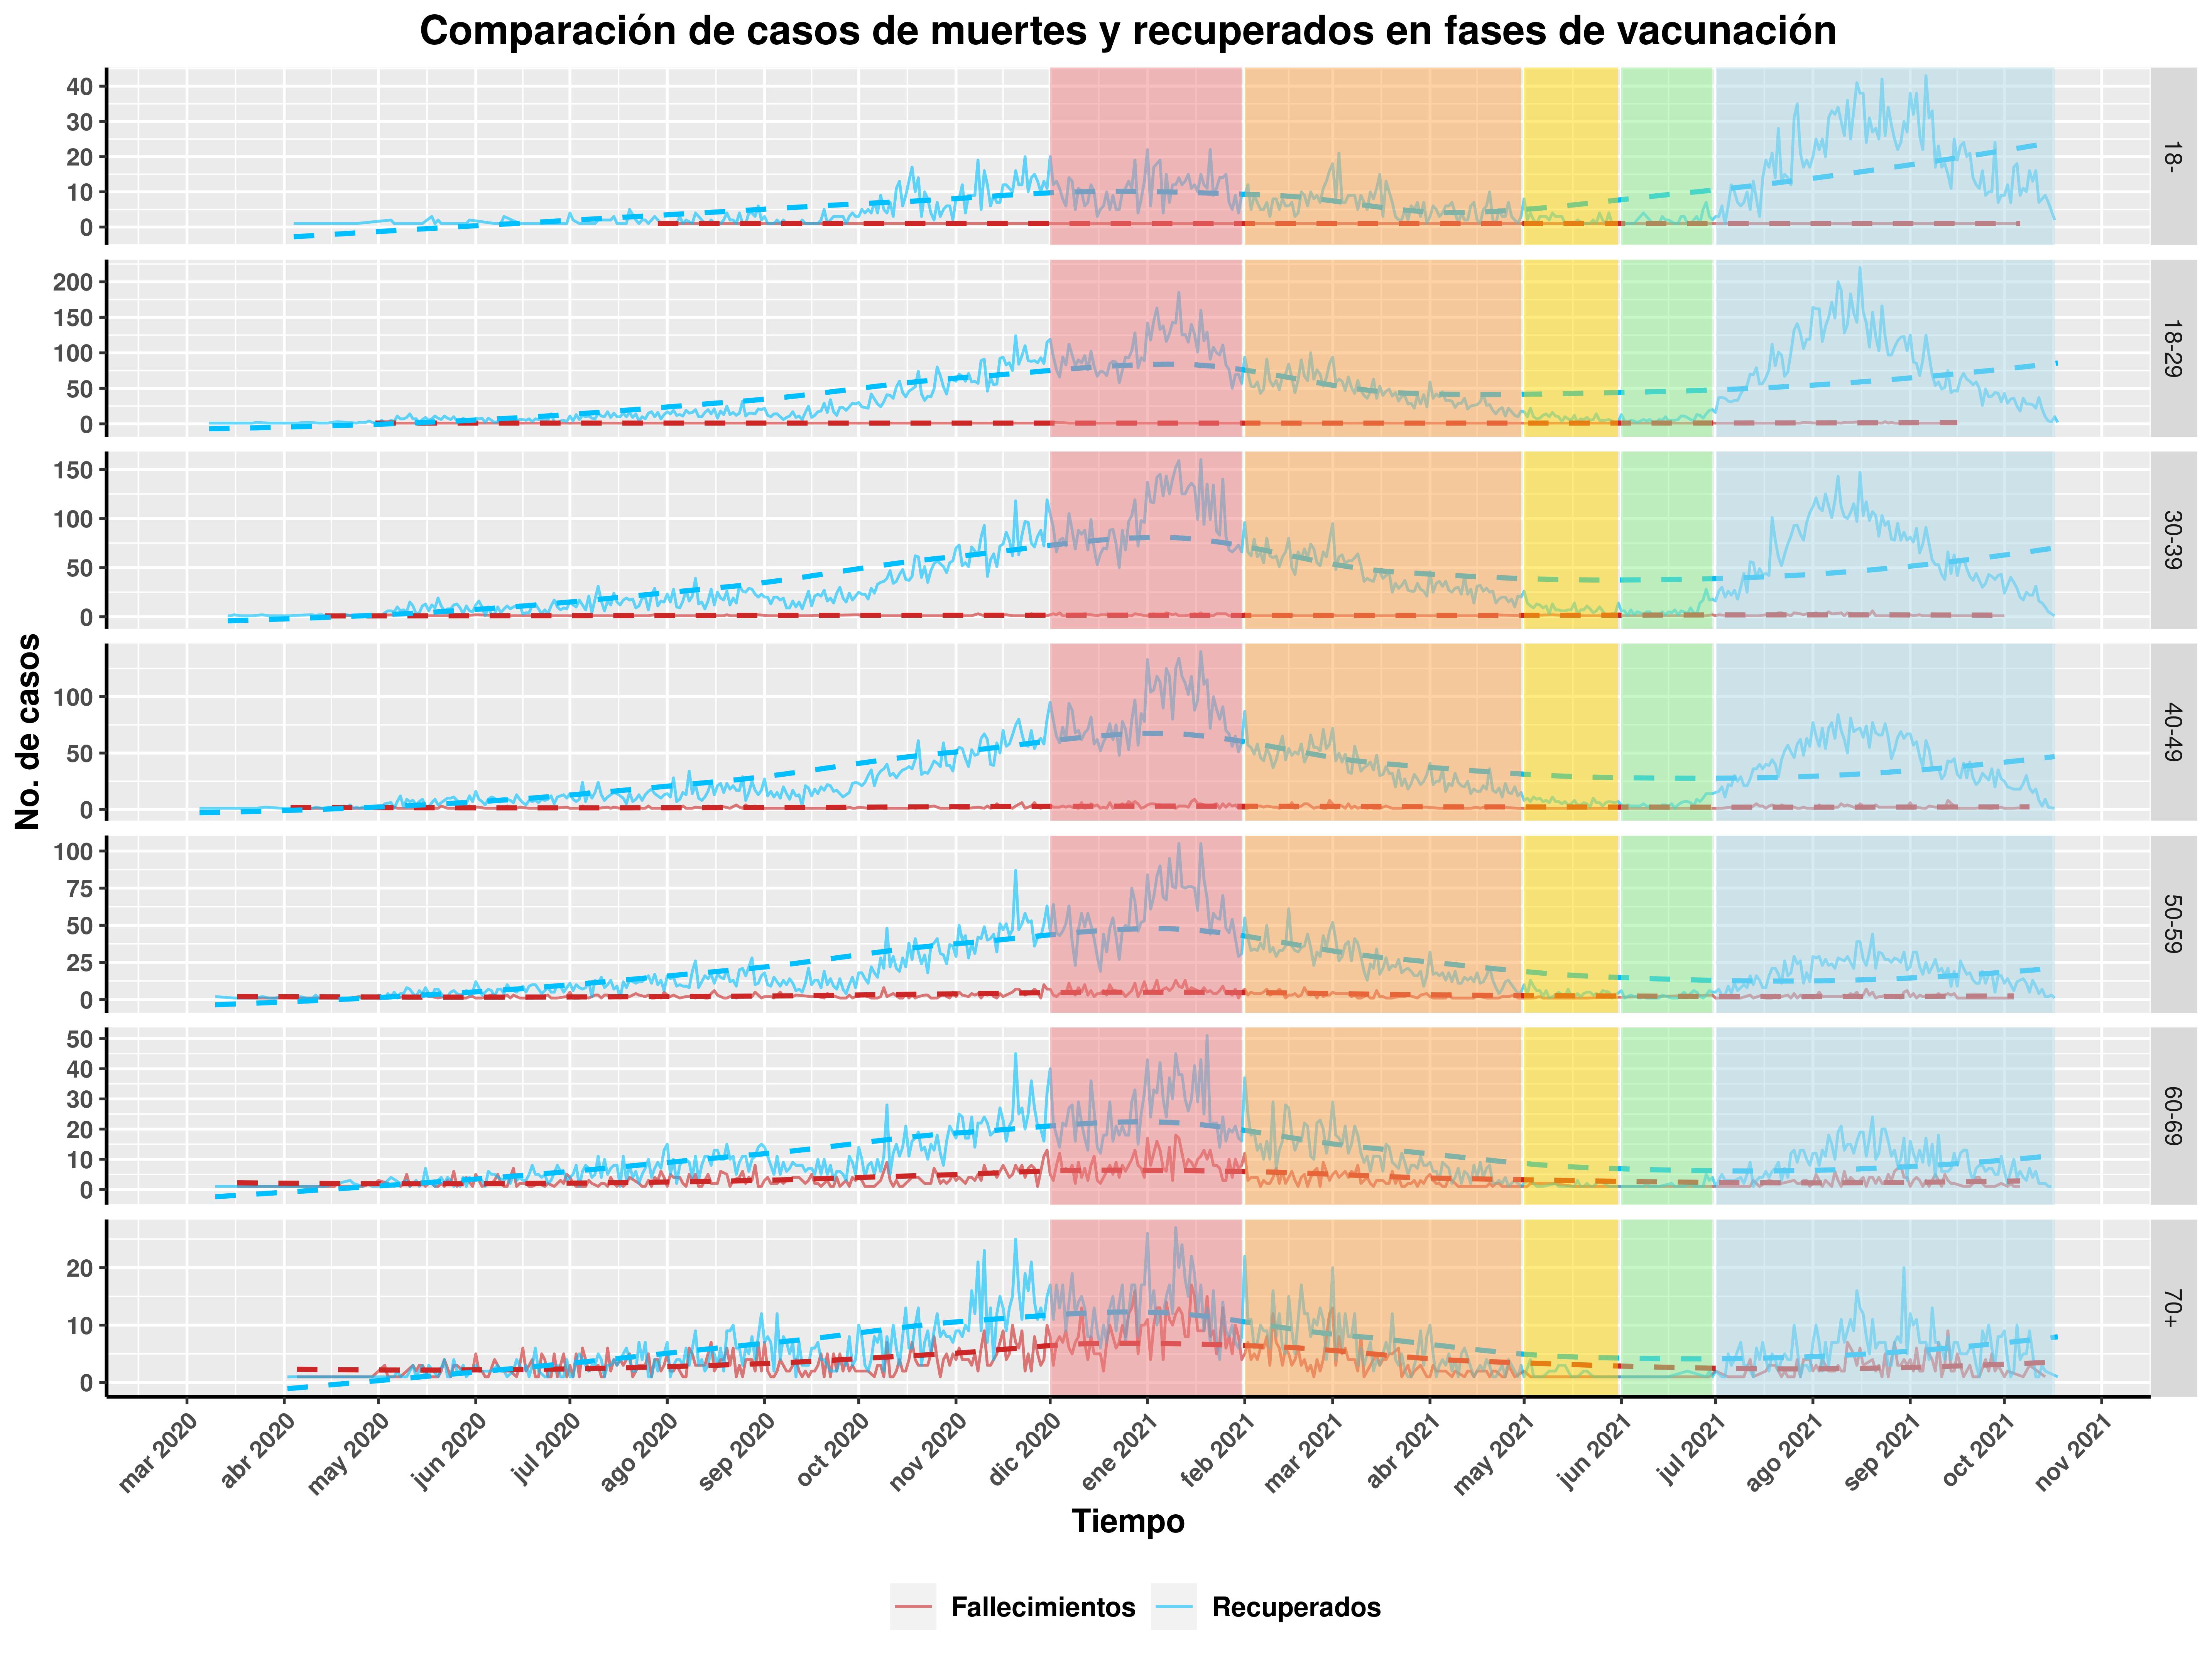 Comparación de casos de muertes y recuperados en fases de vacunación
No. de casos
40
30
20
10
0
18-
200
150
100
50
0
18-29
150
100
50
0
30-39
100
50
0
40-49
100
75
50
25
0
50-59
50
40
30
20
10
0
60-69
20
10
0
70+
mar 2020
abr 2020
may 2020
jun 2020
jul 2020
ago 2020
sep 2020
oct 2020
nov 2020
dic 2020
ene 2021
feb 2021
mar 2021
abr 2021
may 2021
jun 2021
jul 2021
ago 2021
sep 2021
oct 2021
nov 2021
Tiempo
Fallecimientos Recuperados